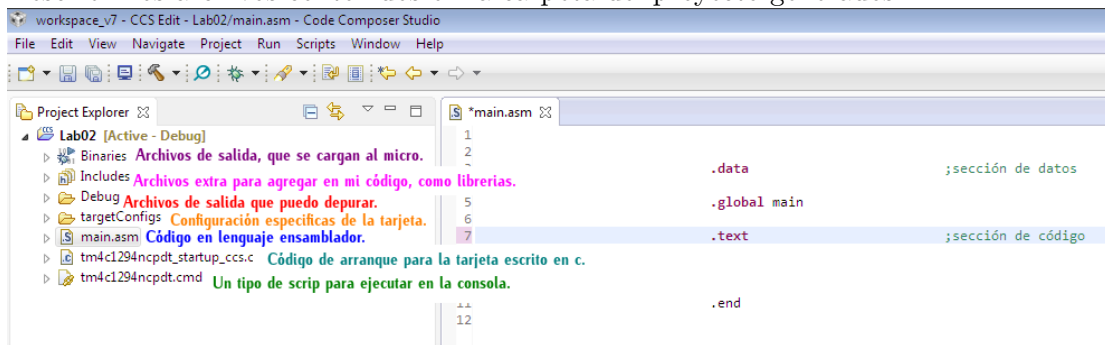 workspace_v7 - CCS Edit - Lab02/main.asm - Code Composer Studio
File Edit View Navigate Project Run Scripts Window Help
Project Explorer
*main.asm
Lab02 [Active - Debug]
Binaries Archivos de salida, que se cargan al micro.
Includes Archivos extra para agregar en mi código, como librerias.
Debug Archivos de salida que puedo depurar.
targetConfigs Configuración especificas de la tarjeta.
main.asm Código en lenguaje ensamblador.
tm4c1294ncpdt_startup_ccs.c Código de arranque para la tarjeta escrito en c.
tm4c1294ncpdt.cmd Un tipo de scrip para ejecutar en la consola.
1
2
.data ;sección de datos
5 .global main
6
7 .text ;sección de código
11 .end
12